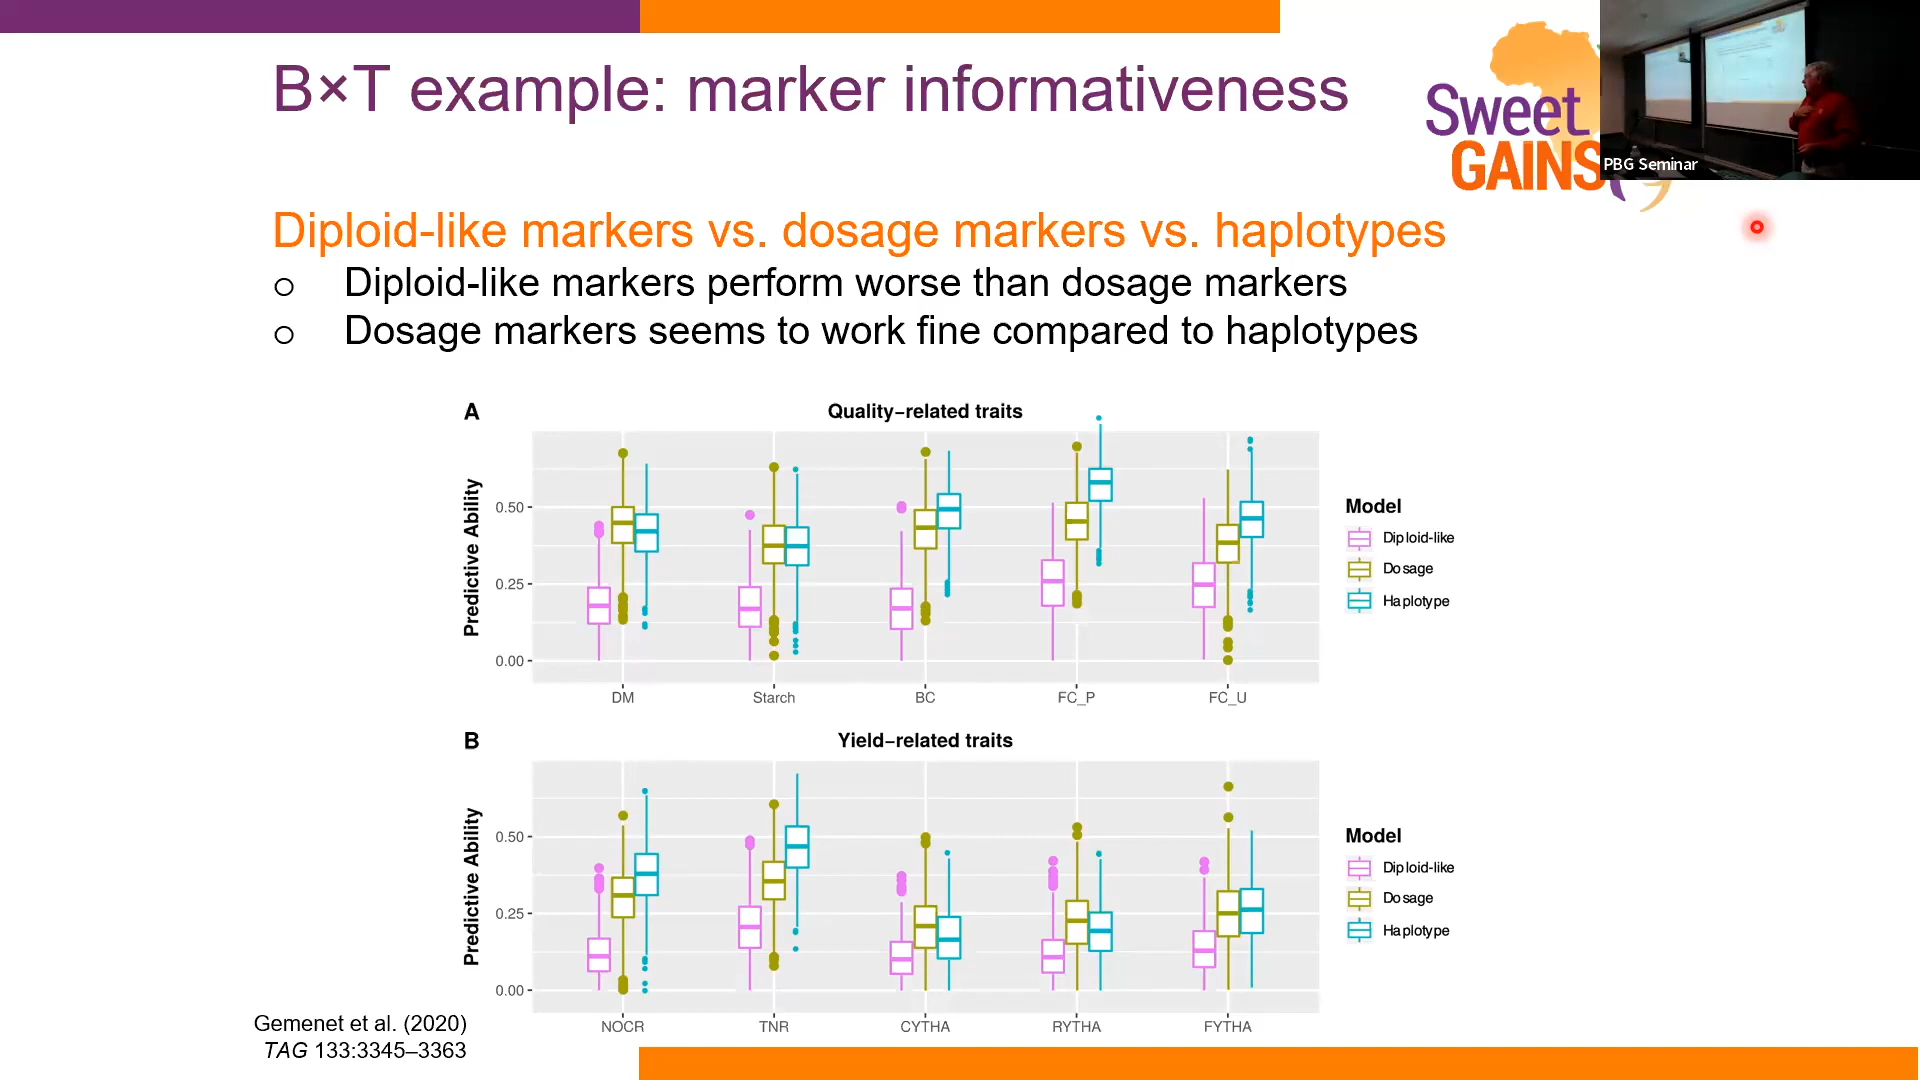 B×T example: marker informativeness
Sweet
GAINS
PBG Seminar
Diploid-like markers vs. dosage markers vs. haplotypes
Diploid-like markers perform worse than dosage markers
Dosage markers seems to work fine compared to haplotypes
A
Quality−related traits
Predictive Ability
0.50
0.25
0.00
DM
Starch
BC
FC_P
FC_U
Model
Diploid-like
Dosage
Haplotype
B
Yield−related traits
Predictive Ability
0.50
0.25
0.00
NOCR
TNR
CYTHA
RYTHA
FYTHA
Model
Diploid-like
Dosage
Haplotype
Gemenet et al. (2020)
TAG 133:3345–3363